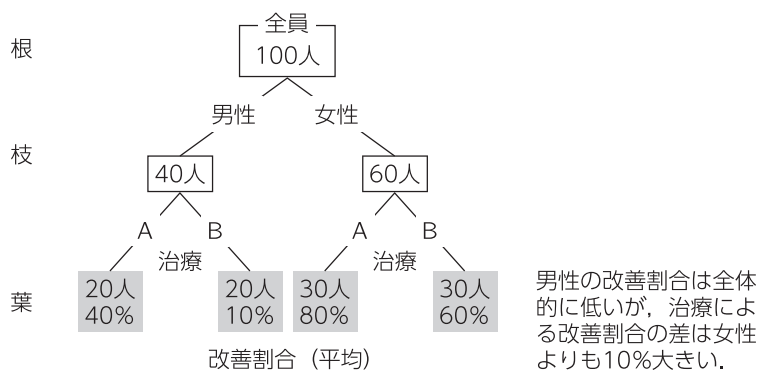 根
全員
100人
男性
女性
枝
40人
60人
A
B
A
B
治療
治療
葉
20人
40%
20人
10%
30人
80%
30人
60%
改善割合（平均）
男性の改善割合は全体
的に低いが，治療によ
る改善割合の差は女性
よりも10%大きい．